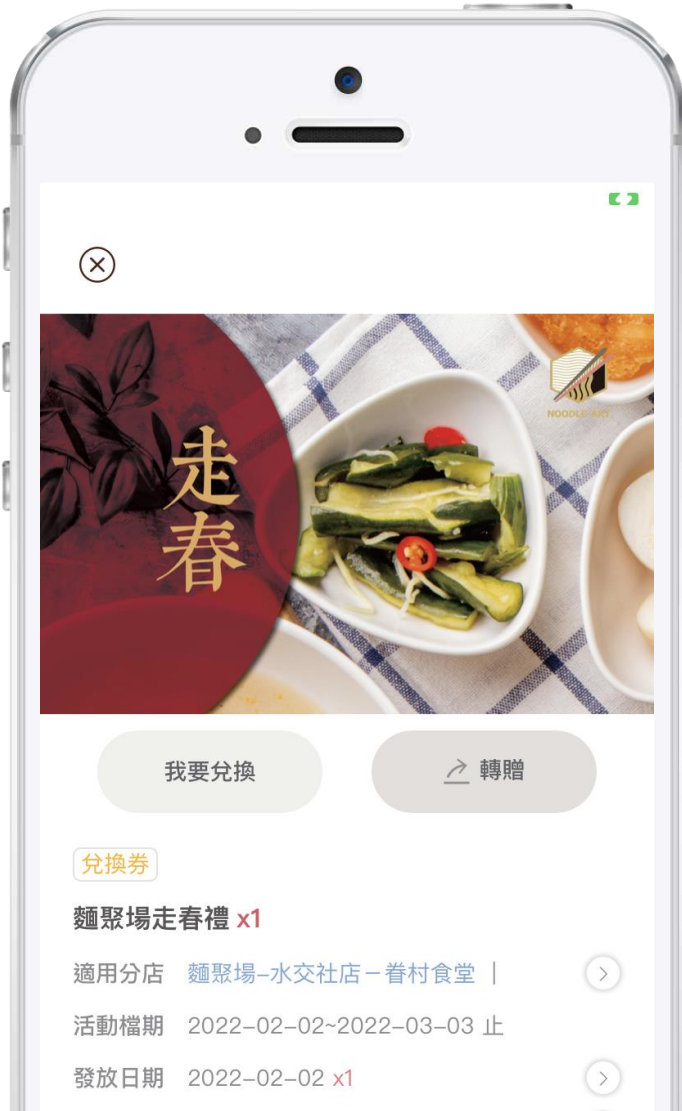 走春
NOODLE ART
我要兌換
轉贈
兌換券
麵聚場走春禮 x1
適用分店 麵聚場–水交社店－眷村食堂 |
活動檔期 2022–02–02~2022–03–03 止
發放日期 2022–02–02 x1